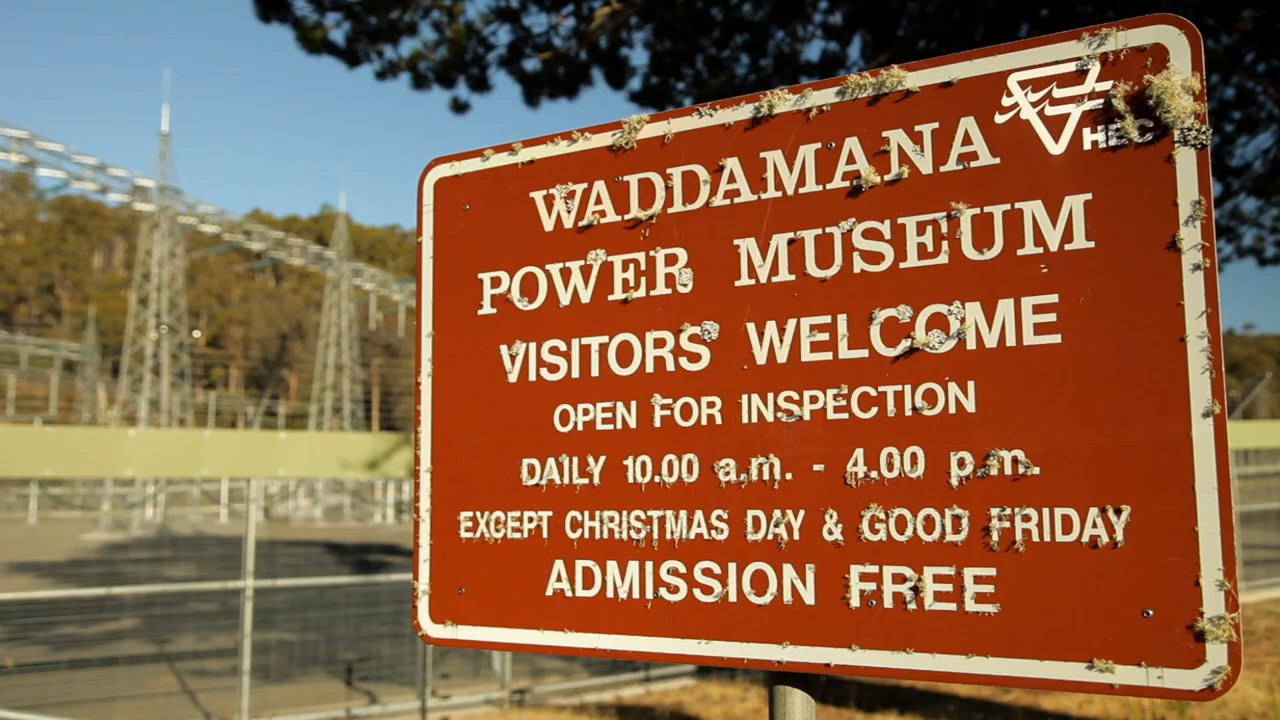 WADDAMANA
HEC
POWER MUSEUM
VISITORS WELCOME
OPEN FOR INSPECTION
DAILY 10.00 a.m. - 4.00 p.m.
EXCEPT CHRISTMAS DAY & GOOD FRIDAY
ADMISSION FREE